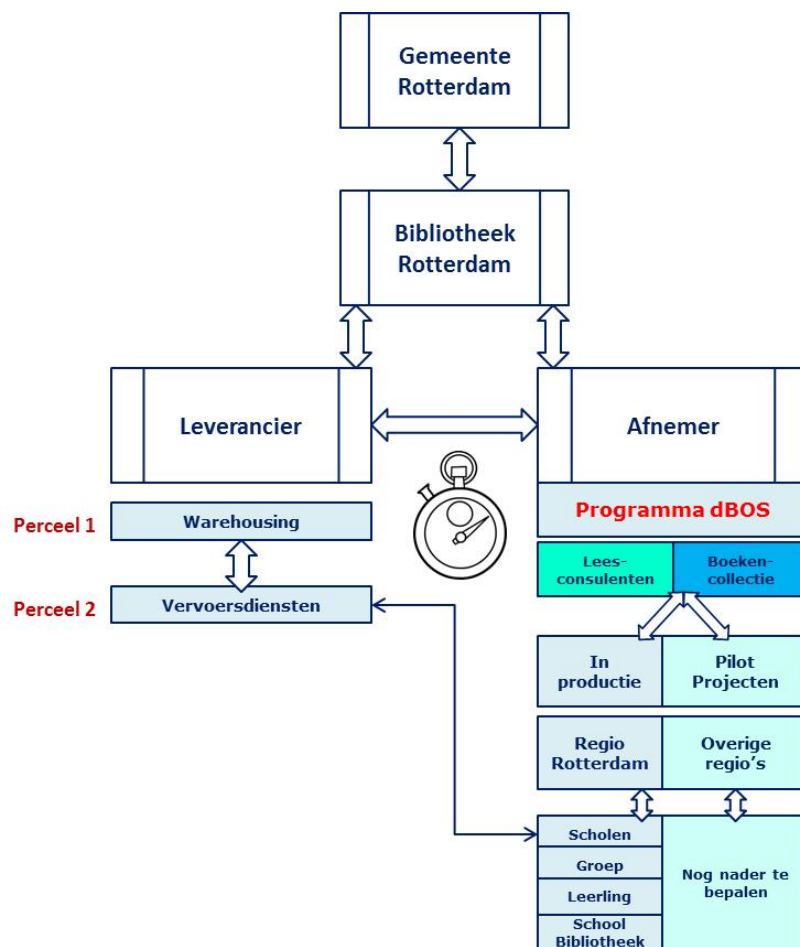 Gemeente
Rotterdam
Bibliotheek
Rotterdam
Leverancier
Afnemer
Perceel 1
Warehousing
Programma dBOS
Lees-
consulenten
Boeken-
collectie
Perceel 2
Vervoersdiensten
In
productie
Pilot
Projecten
Regio
Rotterdam
Overige
regio's
Scholen
Groep
Leerling
School
Bibliotheek
Nog nader te
bepalen